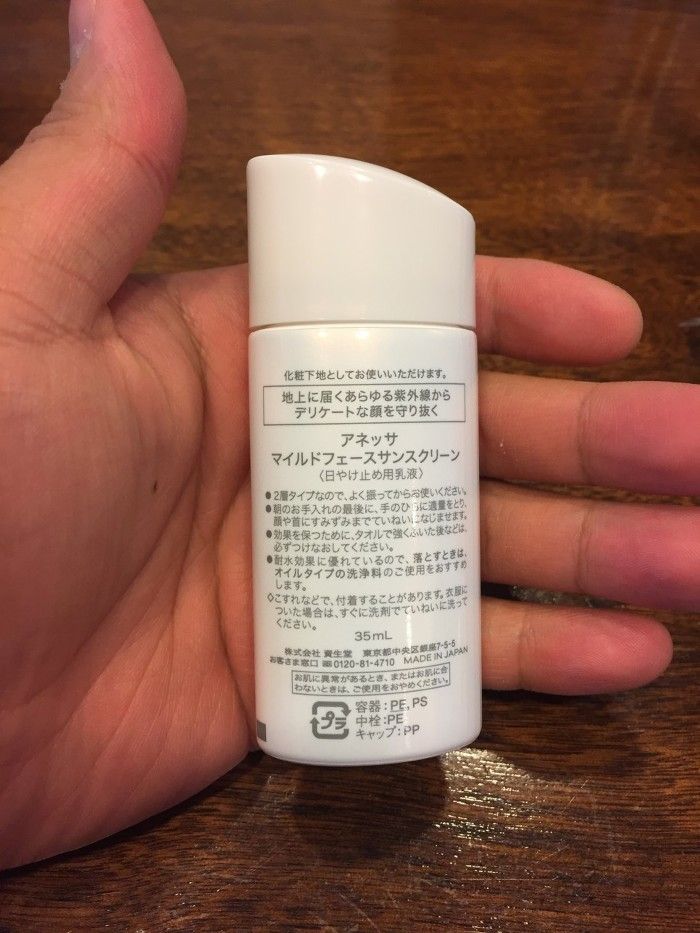 化粧下地としてお使いいただけます。
地上に届くあらゆる紫外線から
デリケートな顔を守り抜く
アネッサ
マイルドフェースサンスクリーン
〈日やけ止め用乳液〉
●2層タイプなので、よく振ってからお使いください。
●朝のお手入れの最後に、手のひらに適量をとり、
顔や首にすみずみまでていねいになじませます。
●効果を保つために、タオルで強くふいた後などは、
必ずつけなおしてください。
●耐水効果に優れているので、落とすときは、
オイルタイプの洗浄料のご使用をおすすめ
します。
◇こすれなどで、付着することがあります。衣服に
ついた場合は、すぐに洗剤でていねいに洗って
ください。
35mL
株式会社 資生堂 東京都中央区銀座7-5-5
お客さま窓口 0120-81-4710 MADE IN JAPAN
お肌に異常があるとき、またはお肌に合
わないときは、ご使用をおやめください。
プラ
容器:PE, PS
中栓:PE
キャップ:PP